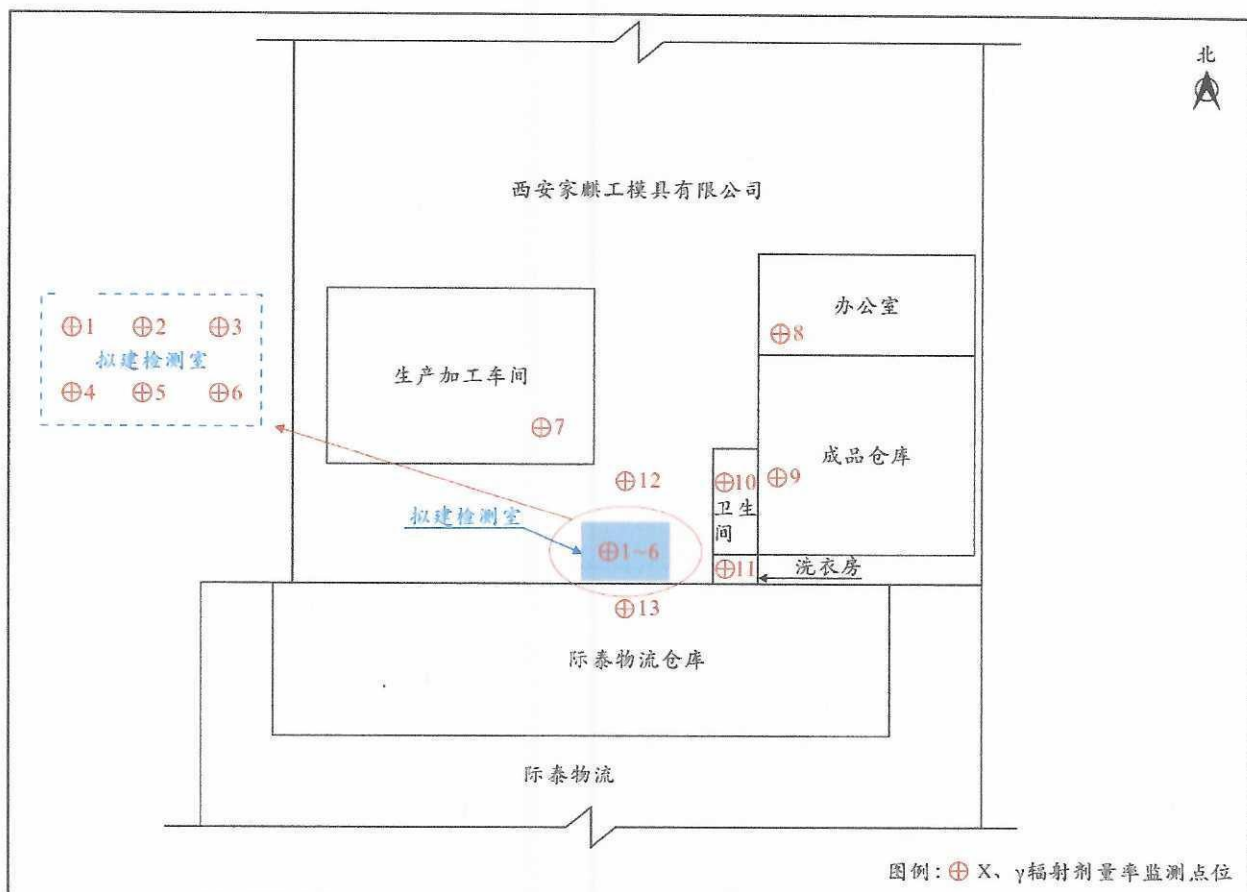 北
西安家麒工模具有限公司
办公室
⊕8
⊕1 ⊕2 ⊕3
拟建检测室
⊕4 ⊕5 ⊕6
生产加工车间
⊕7
成品仓库
⊕9
⊕12
⊕10
卫生
间
拟建检测室
⊕1~6
⊕11
洗衣房
⊕13
际泰物流仓库
际泰物流
图例：⊕ X、γ辐射剂量率监测点位